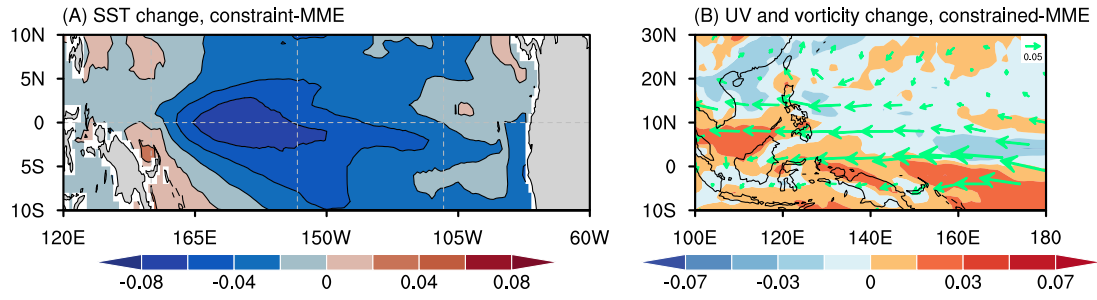 (A) SST change, constraint-MME
(B) UV and vorticity change, constrained-MME
10N
5N
0
5S
10S
120E 165W 150W 105W 60W
-0.08 -0.04 0 0.04 0.08
30N
20N
10N
0
10S
0.05
100E 120E 140E 160E 180
-0.07 -0.03 0 0.03 0.07